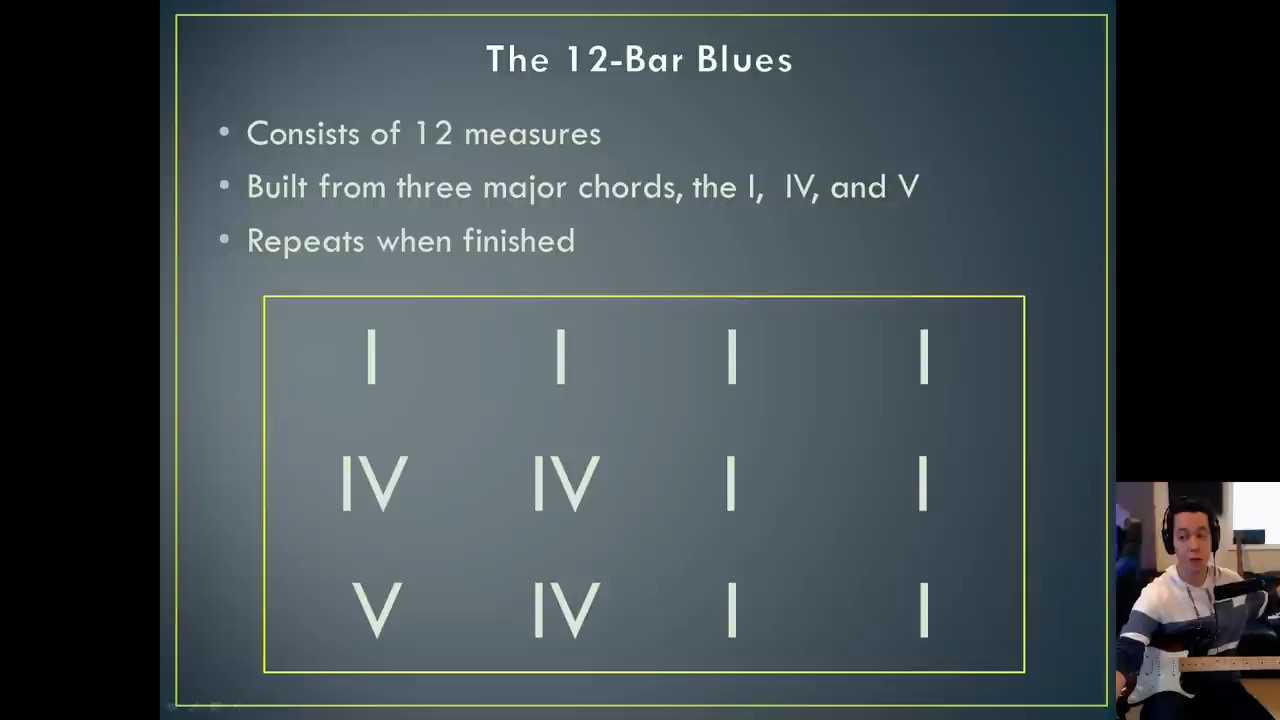 The 12-Bar Blues
• Consists of 12 measures
• Built from three major chords, the I, IV, and V
• Repeats when finished
I I I I
IV IV I I
V IV I I